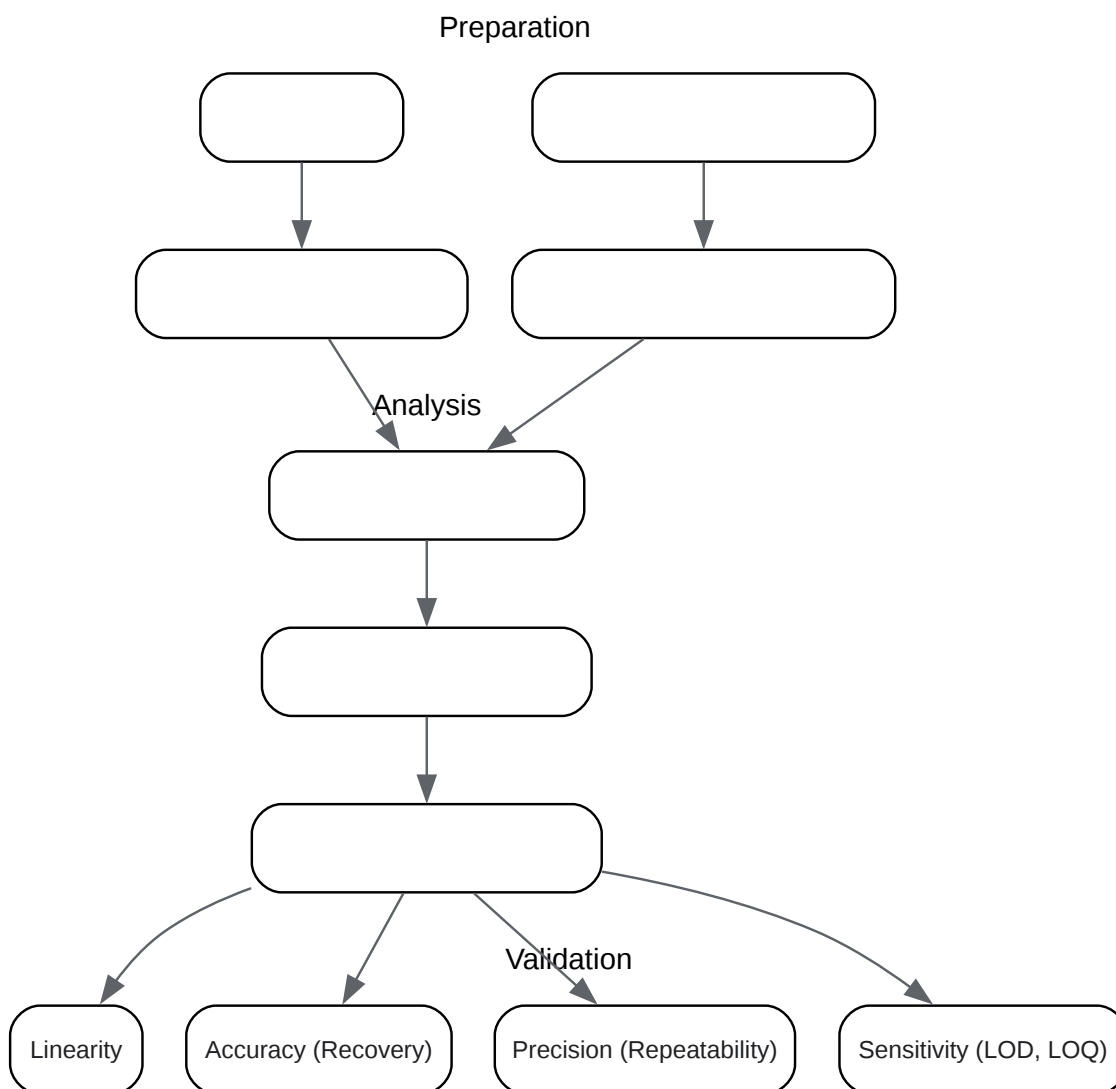 Preparation
Analysis
Validation
Linearity
Accuracy (Recovery)
Precision (Repeatability)
Sensitivity (LOD, LOQ)